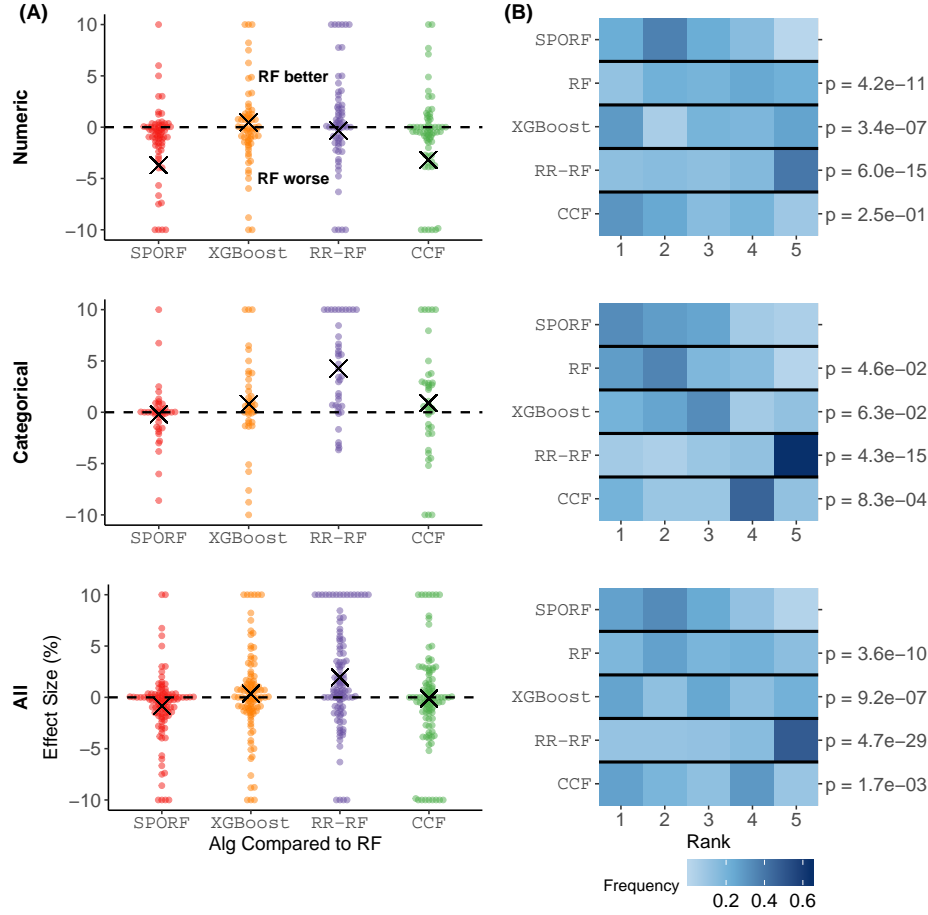 (A)
(B)
Numeric
10
5
0
−5
−10
RF better
RF worse
SPORF XGBoost RR−RF CCF
SPORF
RF
XGBoost
RR−RF
CCF
p = 4.2e−11
p = 3.4e−07
p = 6.0e−15
p = 2.5e−01
1 2 3 4 5
Categorical
10
5
0
−5
−10
SPORF XGBoost RR−RF CCF
SPORF
RF
XGBoost
RR−RF
CCF
p = 4.6e−02
p = 6.3e−02
p = 4.3e−15
p = 8.3e−04
1 2 3 4 5
All
Effect Size (%)
10
5
0
−5
−10
SPORF XGBoost RR−RF CCF
Alg Compared to RF
SPORF
RF
XGBoost
RR−RF
CCF
p = 3.6e−10
p = 9.2e−07
p = 4.7e−29
p = 1.7e−03
1 2 3 4 5
Rank
Frequency
0.2 0.4 0.6